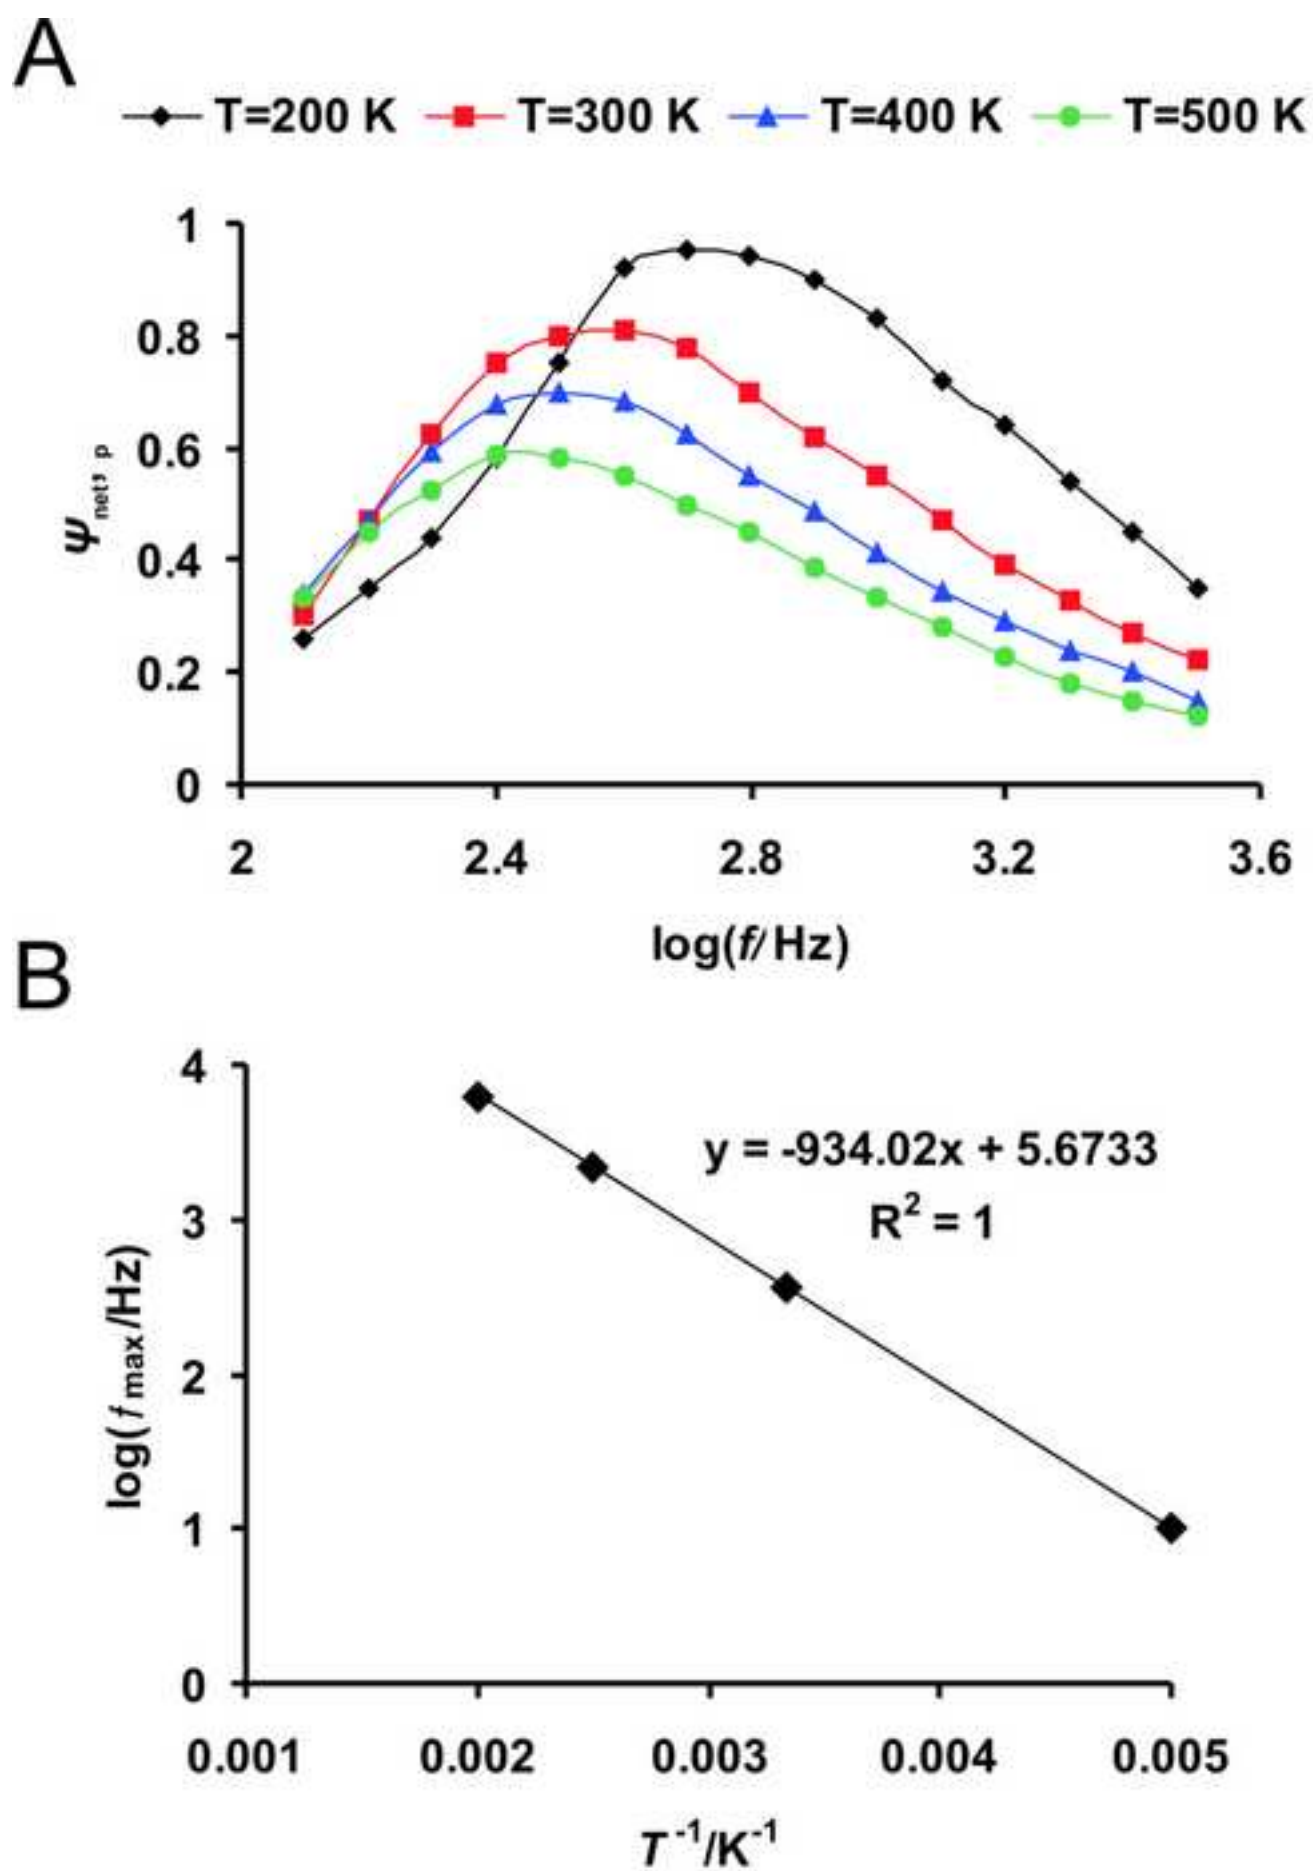 A
T=200 K T=300 K T=400 K T=500 K
1
0.8
0.6
0.4
0.2
0
ψnet, p
2 2.4 2.8 3.2 3.6
log(f/Hz)
B
4
3
2
1
0
y = -934.02x + 5.6733
R² = 1
log(f max/Hz)
0.001 0.002 0.003 0.004 0.005
T⁻¹/K⁻¹